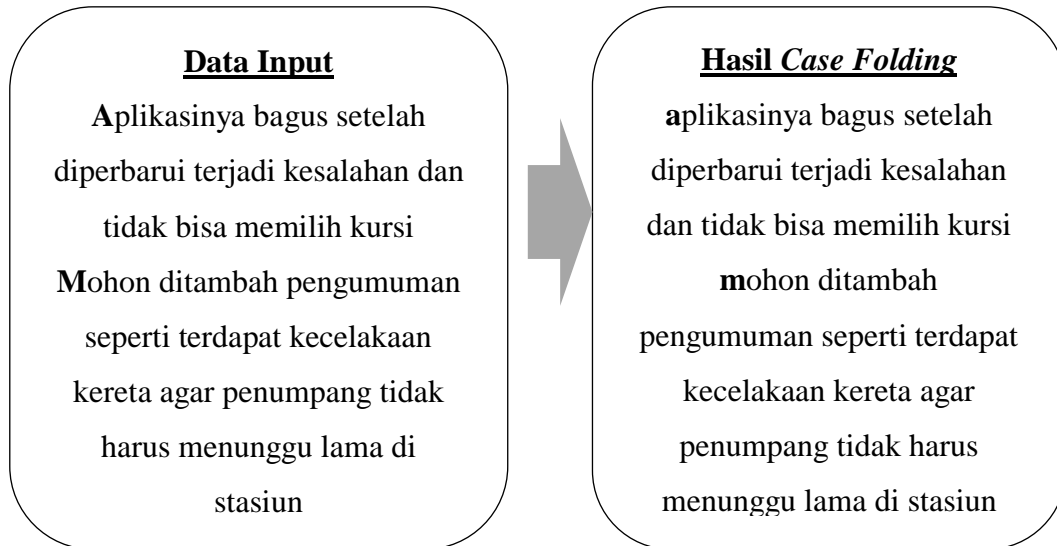 Data Input
Aplikasinya bagus setelah
diperbarui terjadi kesalahan dan
tidak bisa memilih kursi
Mohon ditambah pengumuman
seperti terdapat kecelakaan
kereta agar penumpang tidak
harus menunggu lama di
stasiun
Hasil Case Folding
aplikasinya bagus setelah
diperbarui terjadi kesalahan
dan tidak bisa memilih kursi
mohon ditambah
pengumuman seperti terdapat
kecelakaan kereta agar
penumpang tidak harus
menunggu lama di stasiun